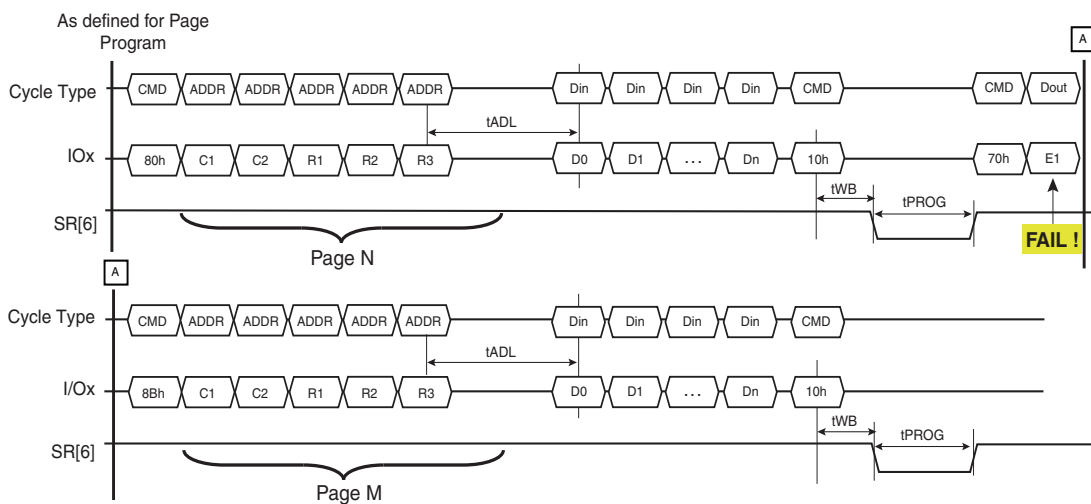 As defined for Page
Program
A
Cycle Type
CMD ADDR ADDR ADDR ADDR ADDR Din Din Din Din CMD CMD Dout
tADL
IOx
80h C1 C2 R1 R2 R3 D0 D1 ... Dn 10h 70h E1
tWB tPROG
SR[6]
FAIL !
Page N
A
Cycle Type
CMD ADDR ADDR ADDR ADDR ADDR Din Din Din Din CMD
tADL
I/Ox
8Bh C1 C2 R1 R2 R3 D0 D1 ... Dn 10h
tWB tPROG
SR[6]
Page M